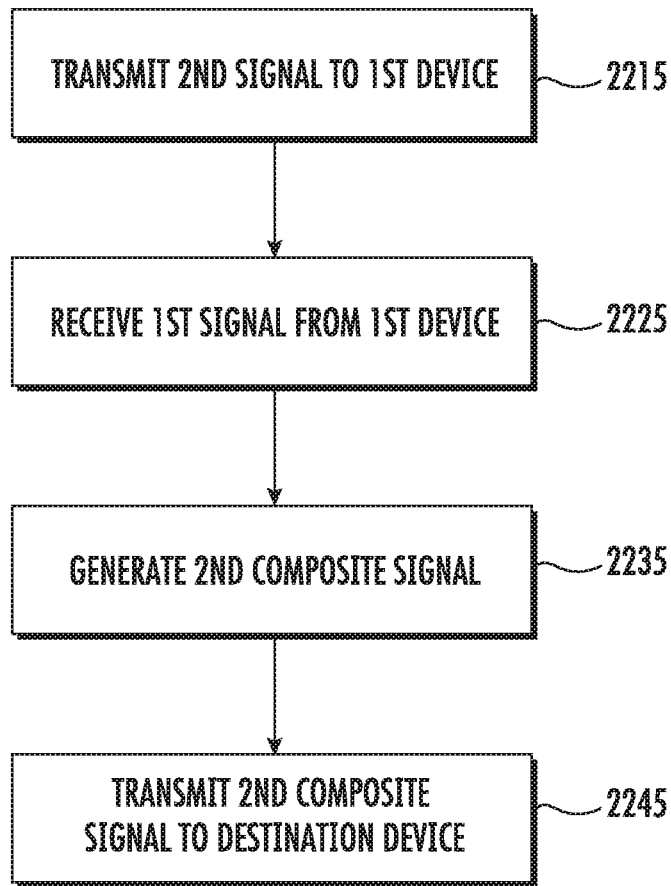 TRANSMIT 2ND SIGNAL TO 1ST DEVICE
2215
RECEIVE 1ST SIGNAL FROM 1ST DEVICE
2225
GENERATE 2ND COMPOSITE SIGNAL
2235
TRANSMIT 2ND COMPOSITE
SIGNAL TO DESTINATION DEVICE
2245